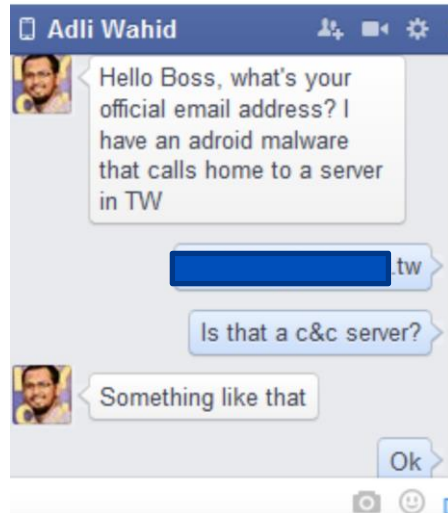 Adli Wahid
Hello Boss, what's your
official email address? I
have an adroid malware
that calls home to a server
in TW
.tw
Is that a c&c server?
Something like that
Ok